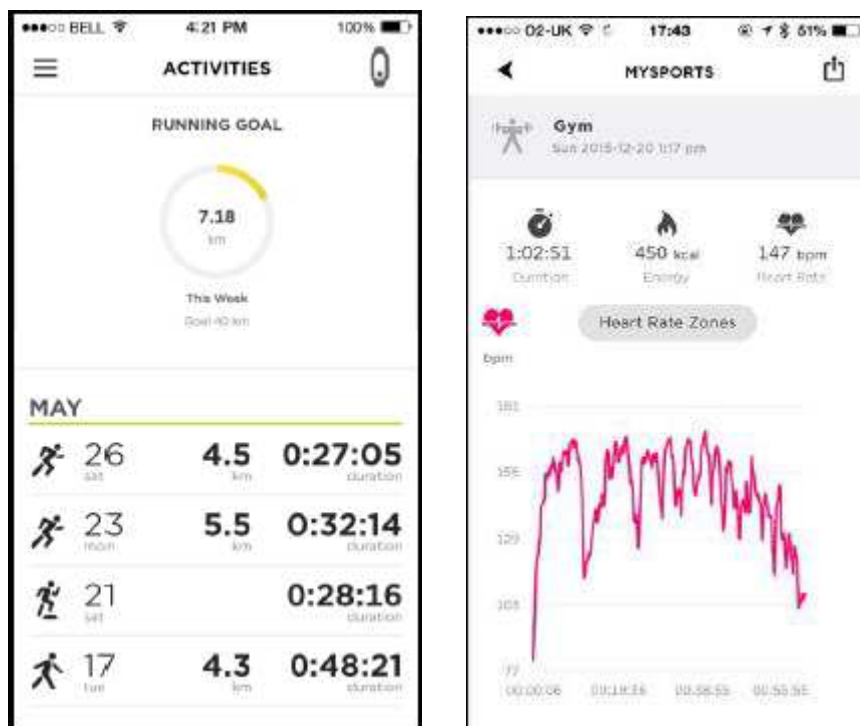 BELL 4:21 PM 100%
ACTIVITIES
RUNNING GOAL
7.18
km
This Week
Goal 40 km
MAY
26 4.5 0:27:05
sat km duration
23 5.5 0:32:14
mon km duration
21 0:28:16
sat duration
17 4.3 0:48:21
tue km duration
O2-UK 17:43 51%
MYSPORTS
Gym
Sun 2015-12-20 1:17 pm
1:02:51 450 kcal 147 bpm
Duration Energy Heart Rate
Heart Rate Zones
bpm
181
155
129
103
77
00:00:06 00:38:55 00:55:55